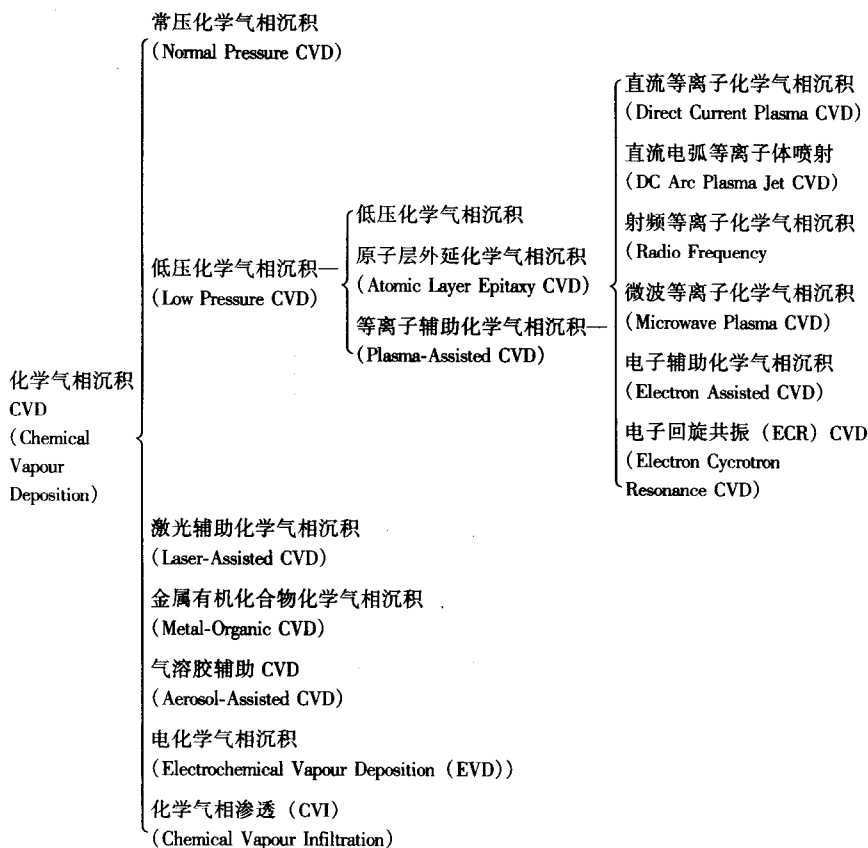 常压化学气相沉积
(Normal Pressure CVD)
直流等离子化学气相沉积
(Direct Current Plasma CVD)
直流电弧等离子体喷射
(DC Arc Plasma Jet CVD)
低压化学气相沉积
射频等离子化学气相沉积
(Radio Frequency
原子层外延化学气相沉积
(Atomic Layer Epitaxy CVD)
低压化学气相沉积
(Low Pressure CVD)
微波等离子化学气相沉积
(Microwave Plasma CVD)
等离子辅助化学气相沉积
(Plasma-Assisted CVD)
电子辅助化学气相沉积
(Electron Assisted CVD)
电子回旋共振(ECR)CVD
(Electron Cycrotron
Resonance CVD)
化学气相沉积
CVD
(Chemical
Vapour
Deposition)
激光辅助化学气相沉积
(Laser-Assisted CVD)
金属有机化合物化学气相沉积
(Metal-Organic CVD)
气溶胶辅助 CVD
(Aerosol-Assisted CVD)
电化学气相沉积
(Electrochemical Vapour Deposition (EVD))
化学气相渗透(CVI)
(Chemical Vapour Infiltration)